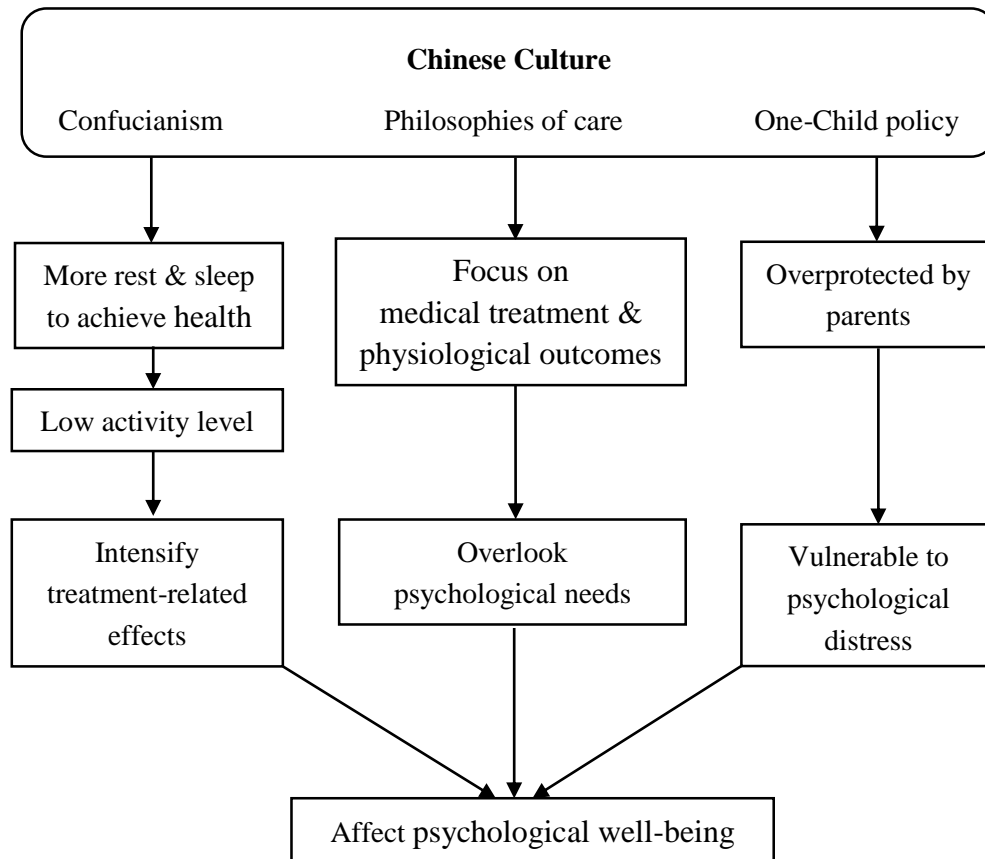 Chinese Culture
Confucianism Philosophies of care One-Child policy
More rest & sleep
to achieve health
Low activity level
Intensify
treatment-related
effects
Focus on
medical treatment &
physiological outcomes
Overlook
psychological needs
Overprotected by
parents
Vulnerable to
psychological
distress
Affect psychological well-being